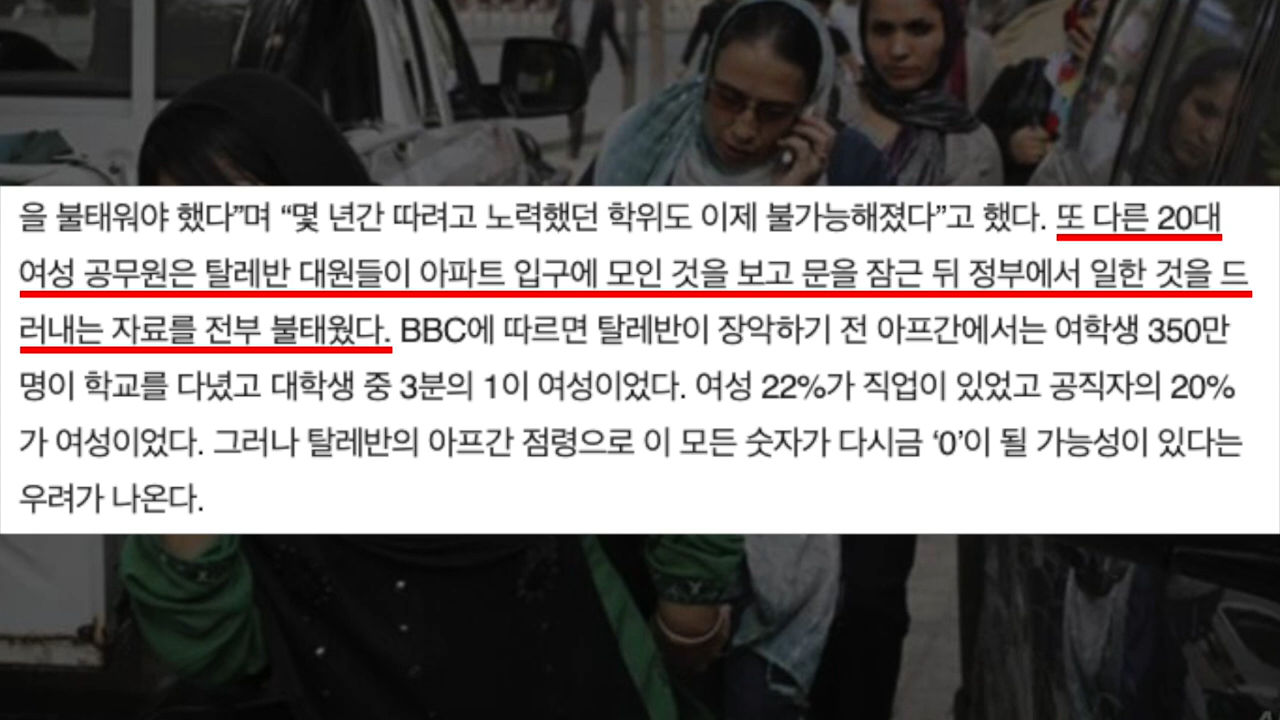 을 불태워야 했다”며 “몇 년간 따려고 노력했던 학위도 이제 불가능해졌다”고 했다. 또 다른 20대
여성 공무원은 탈레반 대원들이 아파트 입구에 모인 것을 보고 문을 잠근 뒤 정부에서 일한 것을 드
러내는 자료를 전부 불태웠다. BBC에 따르면 탈레반이 장악하기 전 아프간에서는 여학생 350만
명이 학교를 다녔고 대학생 중 3분의 1이 여성이었다. 여성 22%가 직업이 있었고 공직자의 20%
가 여성이었다. 그러나 탈레반의 아프간 점령으로 이 모든 숫자가 다시금 ‘0’이 될 가능성이 있다는
우려가 나온다.